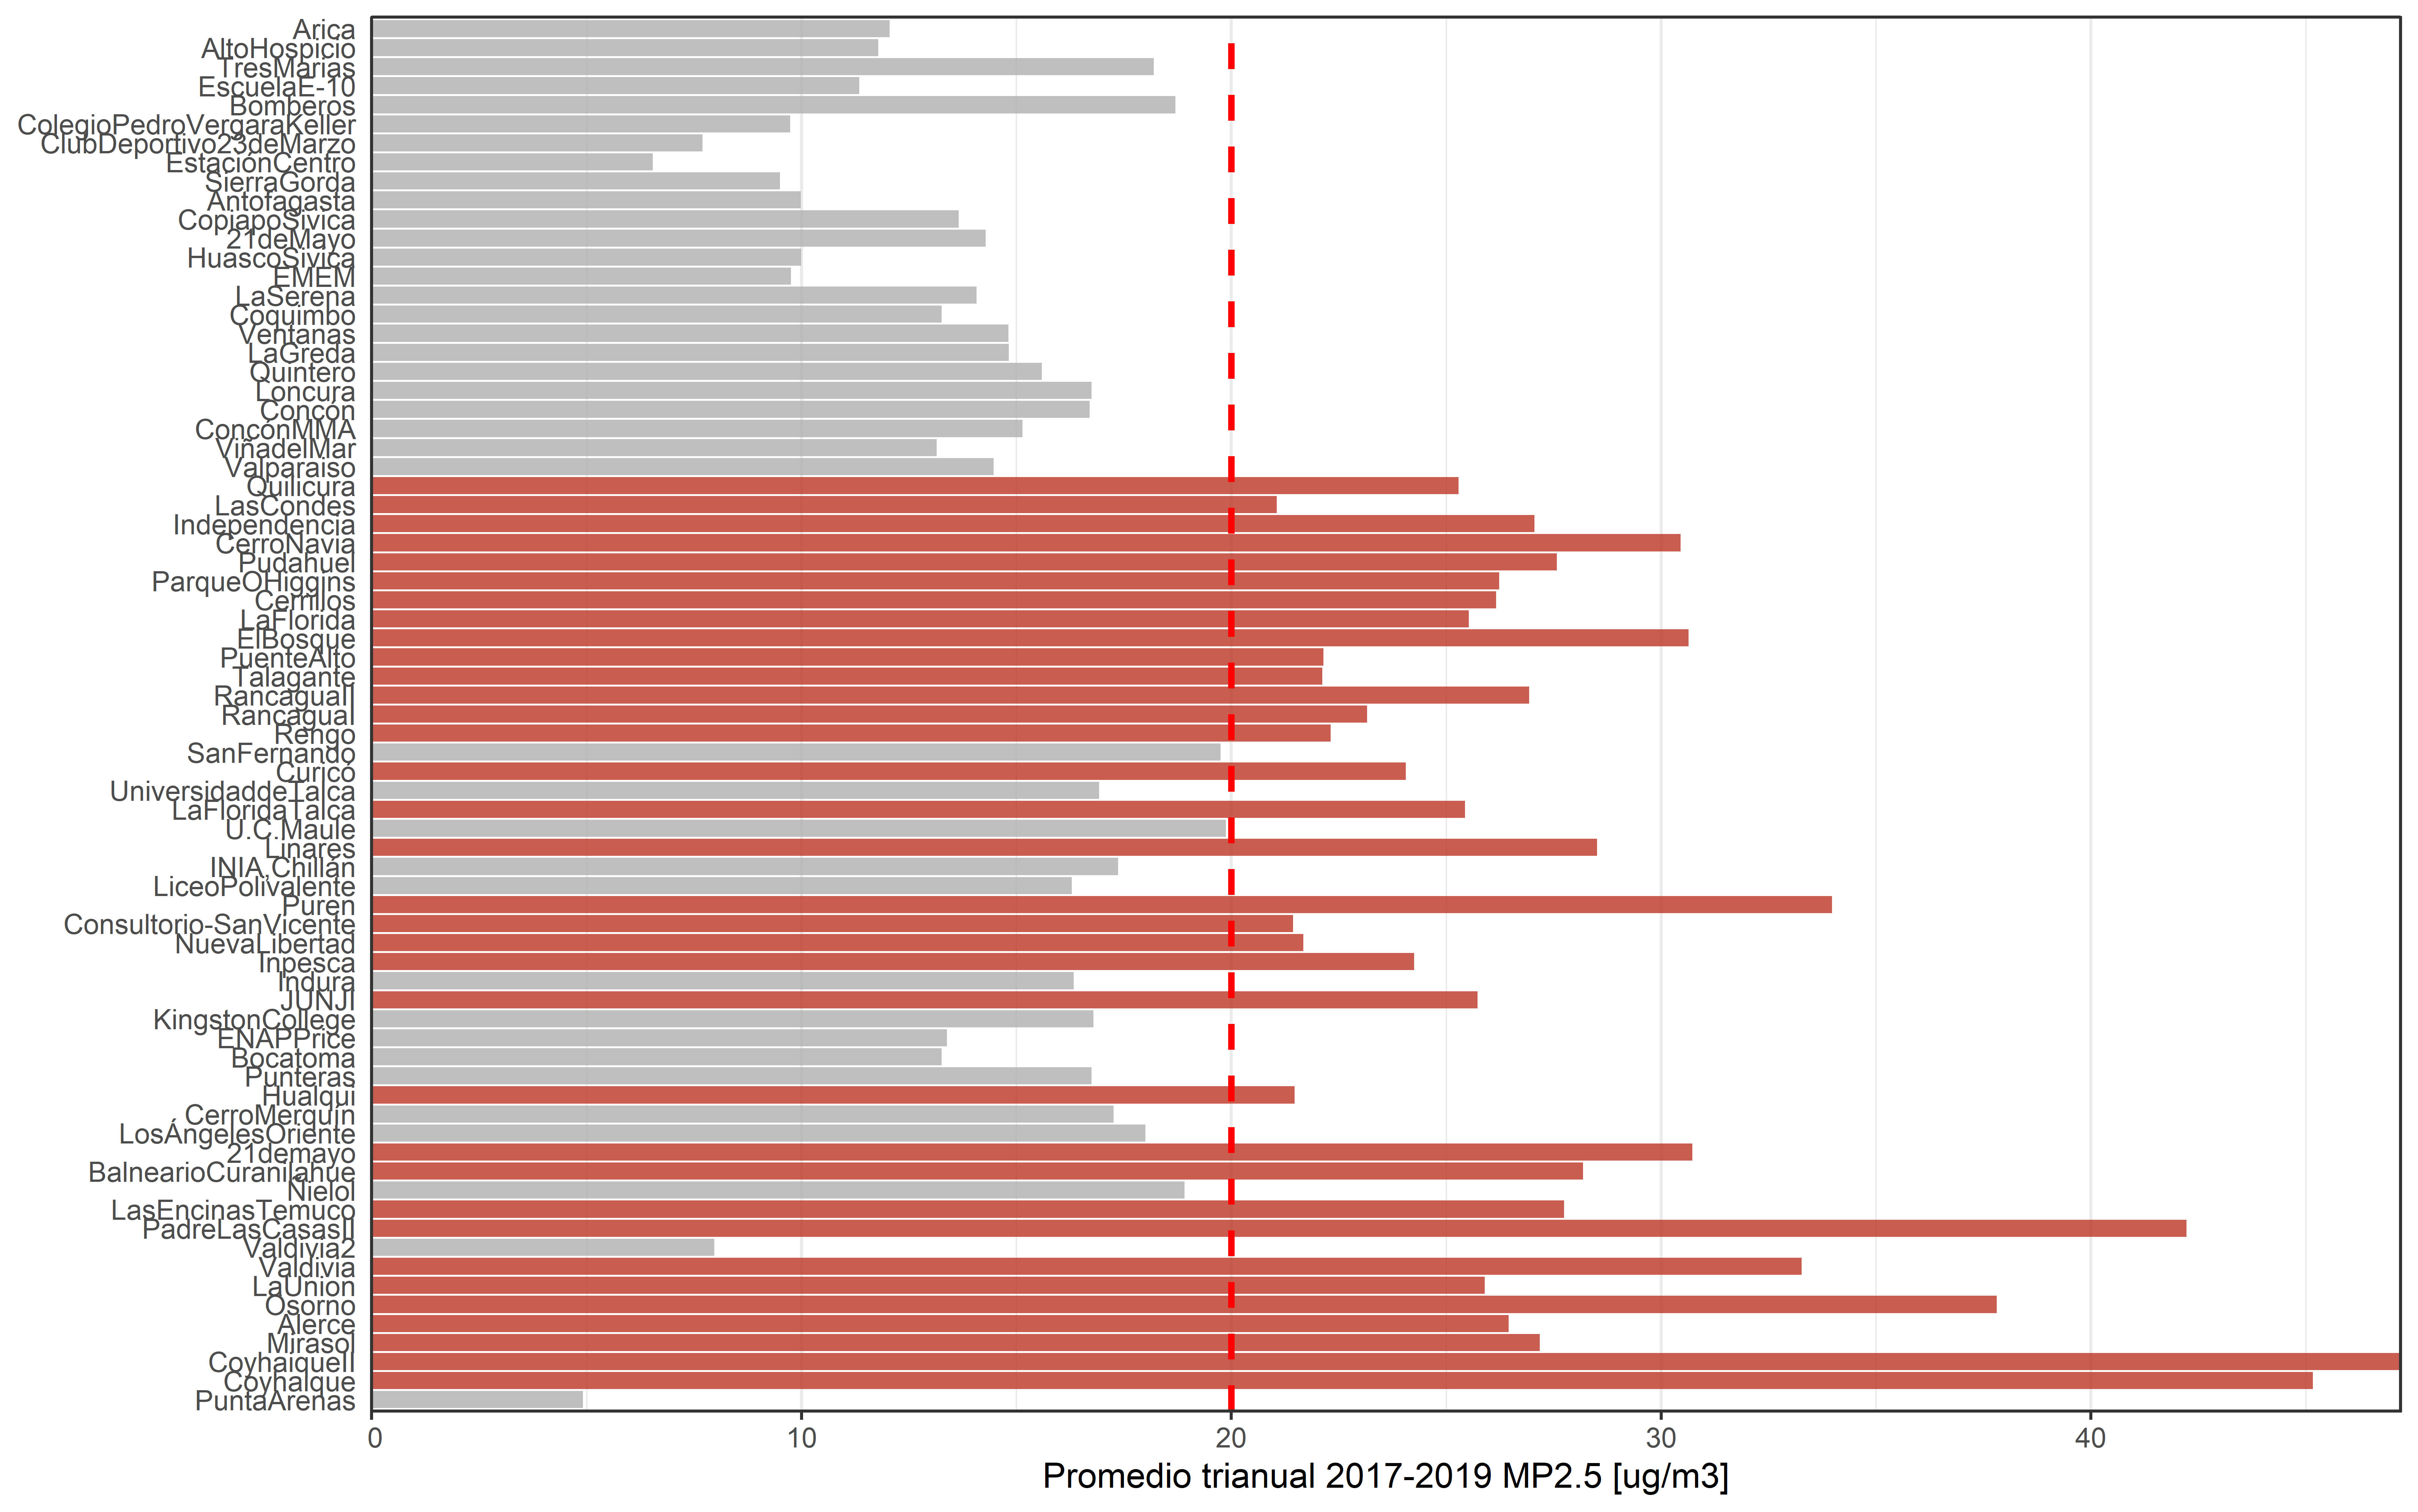 Arica
AltoHospicio
TresMarias
EscuelaE-10
Bomberos
ColegioPedroVergaraKeller
ClubDeportivo23deMarzo
EstaciónCentro
SierraGorda
Antofagasta
CopiapoSivica
21deMayo
HuascoSivica
EMEM
LaSerena
Coquimbo
Ventanas
LaGreda
Quintero
Loncura
Concón
ConcónMMA
ViñadelMar
Valparaiso
Quilicura
LasCondes
Independencia
CerroNavia
Pudahuel
ParqueOHiggins
Cerrillos
LaFlorida
ElBosque
PuenteAlto
Talagante
RancaguaII
RancaguaI
Rengo
SanFernando
Curicó
UniversidaddeTalca
LaFloridaTalca
U.C.Maule
Linares
INIA,Chillán
LiceoPolivalente
Puren
Consultorio-SanVicente
NuevaLibertad
Inpesca
Indura
JUNJI
KingstonCollege
ENAPPrice
Bocatoma
Punteras
Hualqui
CerroMerquín
LosÁngelesOriente
21demayo
BalnearioCuranilahue
Nielol
LasEncinasTemuco
PadreLasCasasII
Valdivia2
Valdivia
LaUnion
Osorno
Alerce
Mirasol
CoyhaiqueII
Coyhaique
PuntaArenas
0 10 20 30 40
Promedio trianual 2017-2019 MP2.5 [ug/m3]